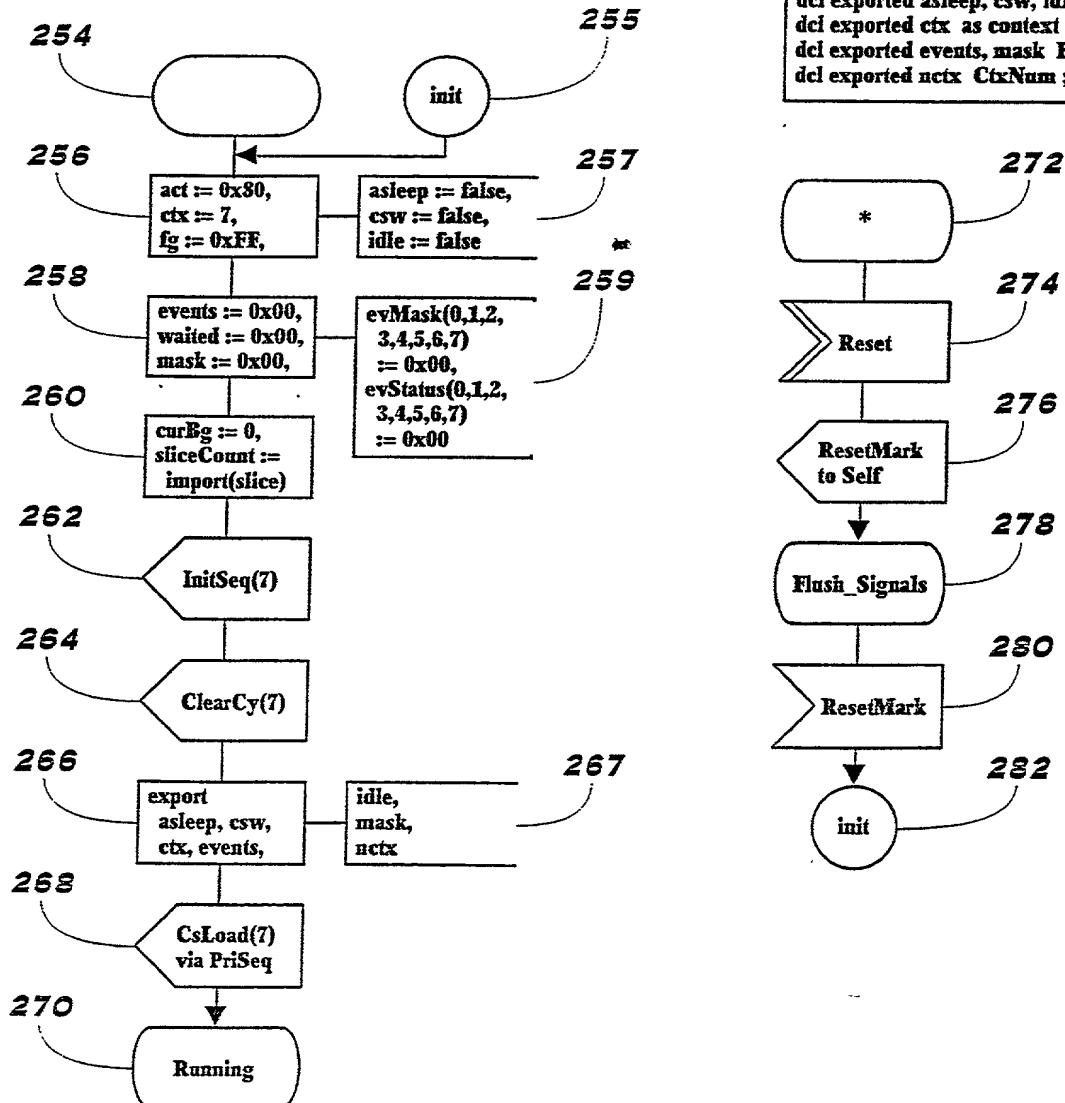 254
255
init
256
act := 0x80,
ctx := 7,
fg := 0xFF,
257
asleep := false,
csw := false,
idle := false
258
events := 0x00,
waited := 0x00,
mask := 0x00,
259
evMask(0,1,2,
3,4,5,6,7)
:= 0x00,
evStatus(0,1,2,
3,4,5,6,7)
:= 0x00
260
curBg := 0,
sliceCount :=
import(slice)
262
InitSeq(7)
264
ClearCy(7)
266
export
asleep, csw,
ctx, events,
267
idle,
mask,
nctx
268
CsLoad(7)
via PriSeq
270
Running
dcl exported asleep, csw,
dcl exported ctx as context
dcl exported events, mask
dcl exported nctx CtxNum ;
272
*
274
Reset
276
ResetMark
to Self
278
Flush_Signals
280
ResetMark
282
init